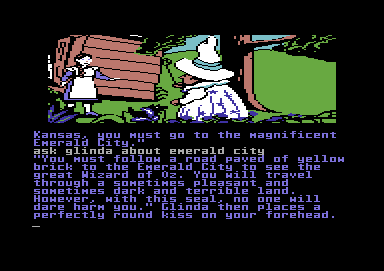 Kansas, you must go to the magnificent
Emerald City."
ask glinda about emerald city
"You must follow a road paved of yellow
brick to the Emerald City to see the
great Wizard of Oz. You will travel
through a sometimes pleasant and
sometimes dark and terrible land.
However, with this seal, no one will
dare harm you." Glinda then places a
perfectly round kiss on your forehead.